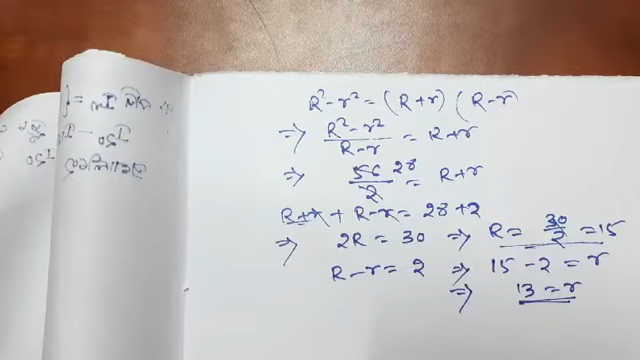 R² - r² = (R+r) (R-r)
=> R² - r² / R - r = R+r
=> 56 / 2 28 = R+r
R+r + R-r = 28 + 2
=> 2R = 30 => R = 30/2 = 15
R - r = 2 => 15 - 2 = r
=> 13 = r